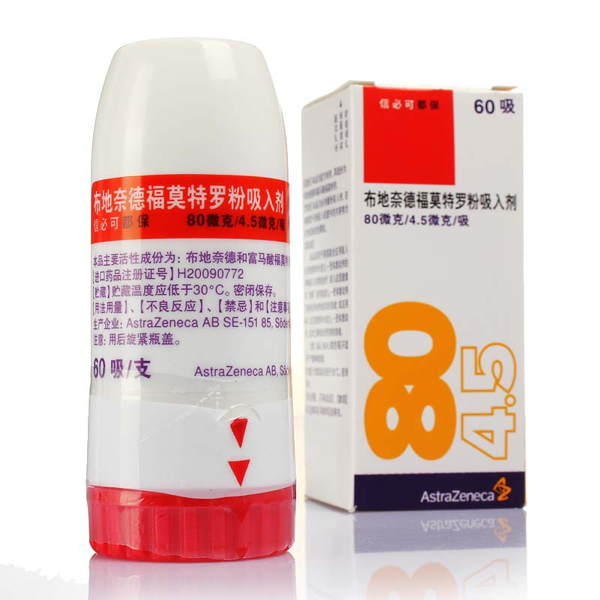 布地奈德福莫特罗粉吸入剂
信必可都保 80微克/4.5微克/吸
本品主要活性成份为：布地奈德和富马酸福莫
【进口药品注册证号】H20090772
【贮藏】贮藏温度应低于30°C。密闭保存。
【用法用量】、【不良反应】、【禁忌】和【注意事
生产企业：AstraZeneca AB SE-151 85, Söder
注意：用后旋紧瓶盖。
60 吸/支
AstraZeneca AB, Söde
信必可都保
60 吸
布地奈德福莫特罗粉吸入剂
80微克/4.5微克/吸
80
4.5
AstraZeneca